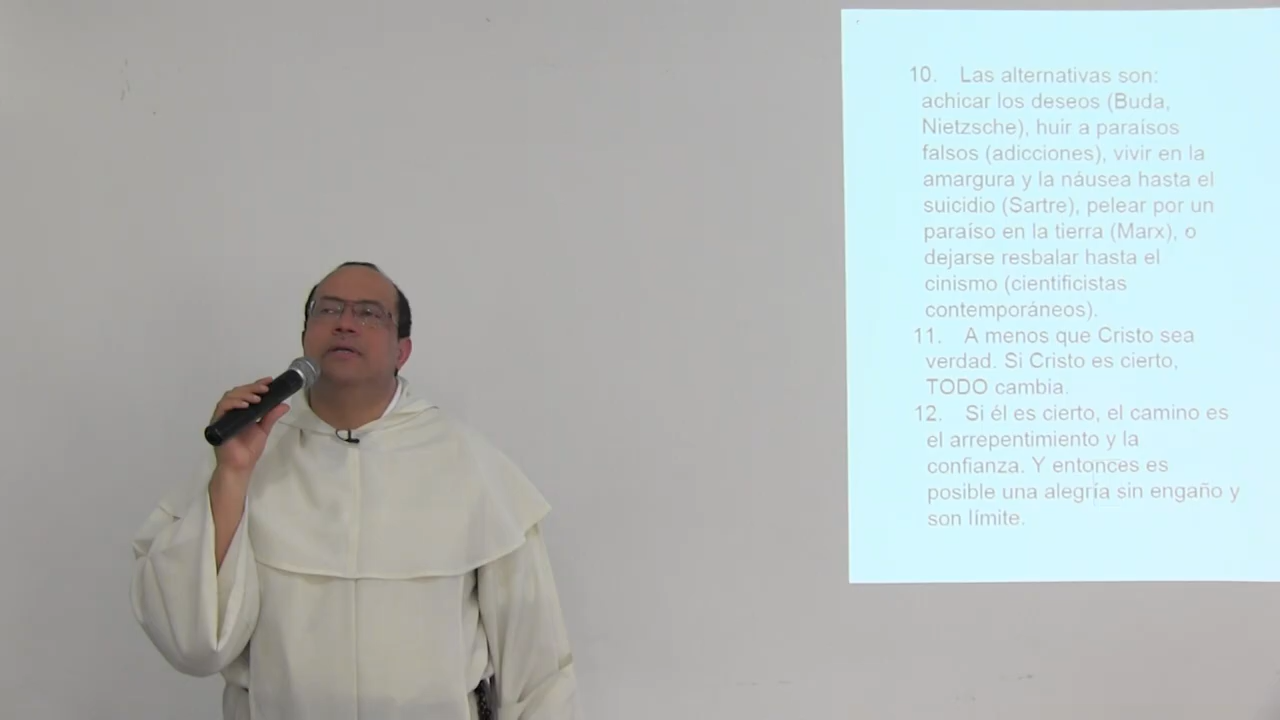 10. Las alternativas son:
achicar los deseos (Buda,
Nietzsche), huir a paraísos
falsos (adicciones), vivir en la
amargura y la náusea hasta el
suicidio (Sartre), pelear por un
paraíso en la tierra (Marx), o
dejarse resbalar hasta el
cinismo (cientificistas
contemporáneos).
11. A menos que Cristo sea
verdad. Si Cristo es cierto,
TODO cambia.
12. Si él es cierto, el camino es
el arrepentimiento y la
confianza. Y entonces es
posible una alegría sin engaño y
son límite.